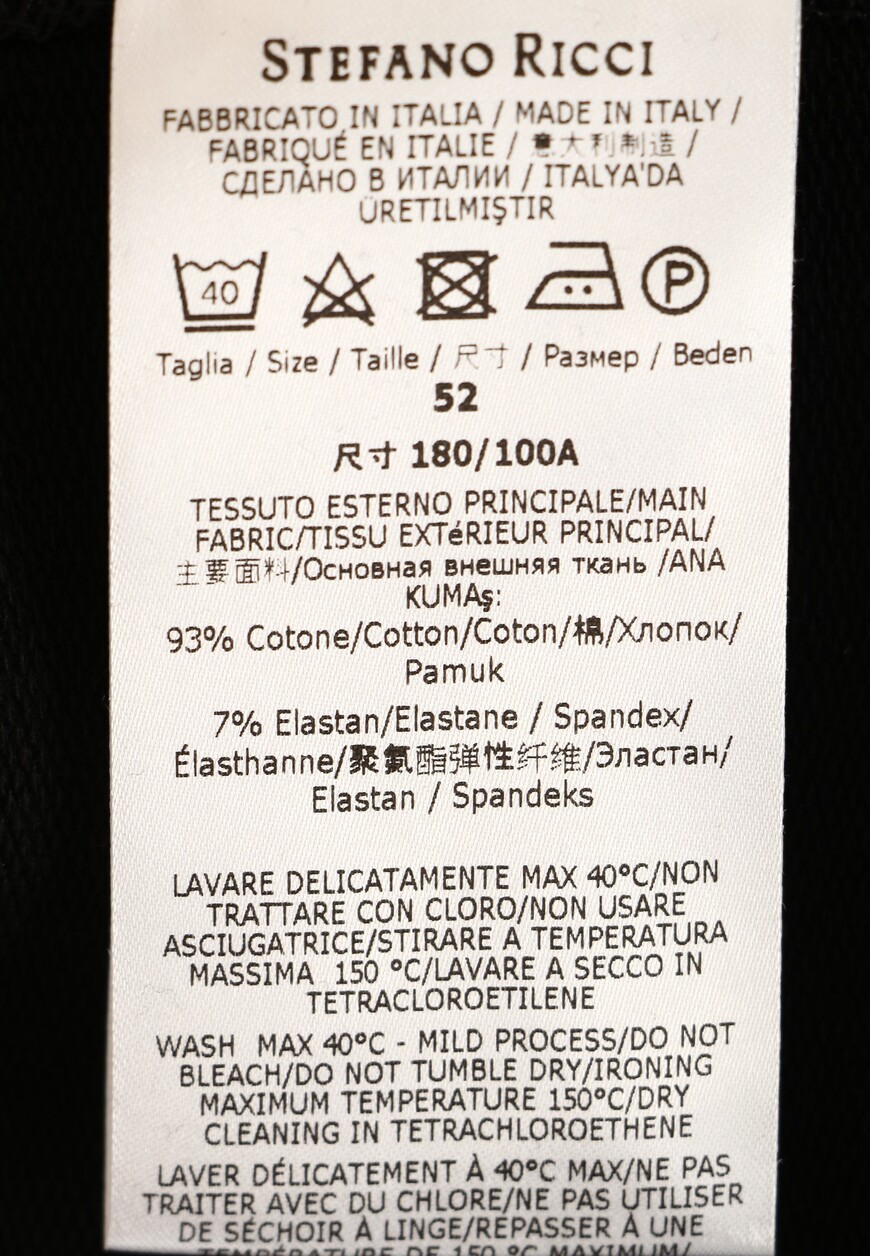 STEFANO RICCI
FABBRICATO IN ITALIA / MADE IN ITALY /
FABRIQUÉ EN ITALIE / 意大利制造 /
СДЕЛАНО В ИТАЛИИ / ITALYA'DA
ÜRETILMIŞTIR
40 P
Taglia / Size / Taille / 尺寸 / Размер / Beden
52
尺寸 180/100A
TESSUTO ESTERNO PRINCIPALE/MAIN
FABRIC/TISSU EXTéRIEUR PRINCIPAL/
主要面料/Основная внешняя ткань /ANA
KUMAş:
93% Cotone/Cotton/Coton/棉/Хлопок/
Pamuk
7% Elastan/Elastane / Spandex/
Élasthanne/聚氨酯弹性纤维/Эластан/
Elastan / Spandeks
LAVARE DELICATAMENTE MAX 40°C/NON
TRATTARE CON CLORO/NON USARE
ASCIUGATRICE/STIRARE A TEMPERATURA
MASSIMA 150 °C/LAVARE A SECCO IN
TETRACLOROETILENE
WASH MAX 40°C - MILD PROCESS/DO NOT
BLEACH/DO NOT TUMBLE DRY/IRONING
MAXIMUM TEMPERATURE 150°C/DRY
CLEANING IN TETRACHLOROETHENE
LAVER DÉLICATEMENT À 40°C MAX/NE PAS
TRAITER AVEC DU CHLORE/NE PAS UTILISER
DE SÉCHOIR À LINGE/REPASSER À UNE
TEMPÉRATURE DE 150 °C MAXIMUM/